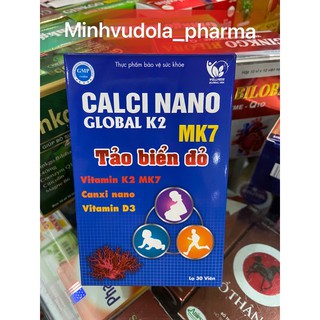 Minhvudola_pharma
GMP
Thực phẩm bảo vệ sức khỏe
CALCI NANO
GLOBAL K2
MK7
Tảo biển đỏ
Vitamin K2 MK7
Canxi nano
Vitamin D3
Lọ 30 Viên